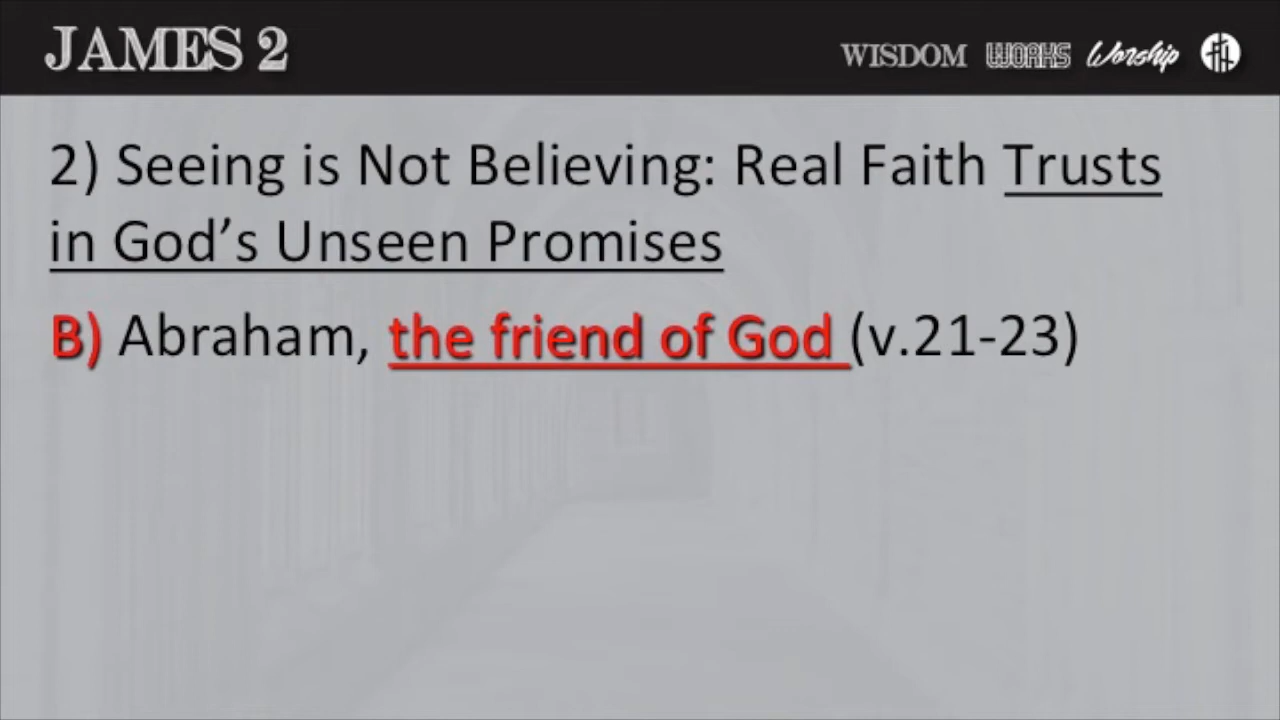 JAMES 2
WISDOM WORKS Worship
2) Seeing is Not Believing: Real Faith Trusts
in God's Unseen Promises
B) Abraham, the friend of God (v.21-23)